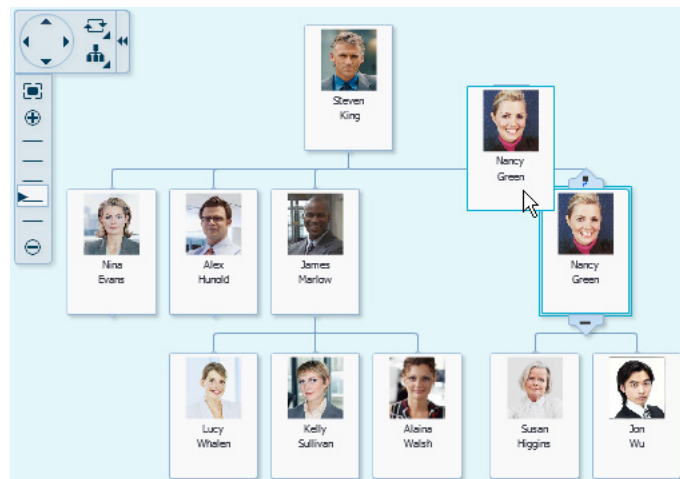 Steven
King
Nancy
Green
Nina
Evans
Alex
Hunold
James
Marlow
Nancy
Green
Lucy
Whalen
Kelly
Sullivan
Alaina
Walsh
Susan
Higgins
Jon
Wu